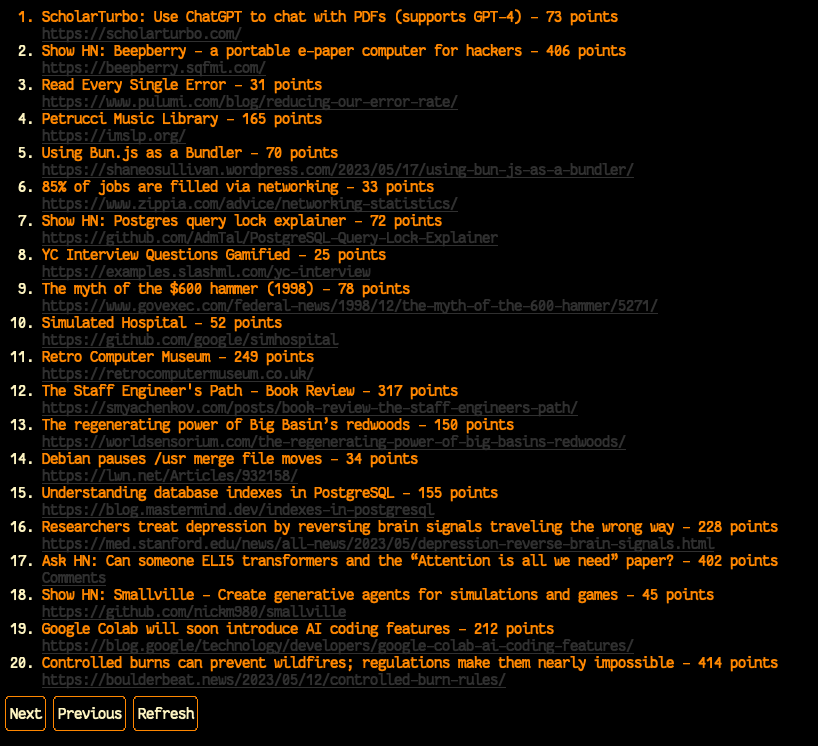 1. ScholarTurbo: Use ChatGPT to chat with PDFs (supports GPT-4) - 73 points
https://scholarturbo.com/
2. Show HN: Beepberry - a portable e-paper computer for hackers - 406 points
https://beepberry.sqfmi.com/
3. Read Every Single Error - 31 points
https://www.pulumi.com/blog/reducing-our-error-rate/
4. Petrucci Music Library - 165 points
https://imslp.org/
5. Using Bun.js as a Bundler - 70 points
https://shaneosullivan.wordpress.com/2023/05/17/using-bun-js-as-a-bundler/
6. 85% of jobs are filled via networking - 33 points
https://www.zippia.com/advice/networking-statistics/
7. Show HN: Postgres query lock explainer - 72 points
https://github.com/AdmTal/PostgreSQL-Query-Lock-Explainer
8. YC Interview Questions Gamified - 25 points
https://examples.slashml.com/yc-interview
9. The myth of the $600 hammer (1998) - 78 points
https://www.govexec.com/federal-news/1998/12/the-myth-of-the-600-hammer/5271/
10. Simulated Hospital - 52 points
https://github.com/google/simhospital
11. Retro Computer Museum - 249 points
https://retrocomputermuseum.co.uk/
12. The Staff Engineer's Path - Book Review - 317 points
https://smyachenkov.com/posts/book-review-the-staff-engineers-path/
13. The regenerating power of Big Basin’s redwoods - 150 points
https://worldsensorium.com/the-regenerating-power-of-big-basins-redwoods/
14. Debian pauses /usr merge file moves - 34 points
https://lwn.net/Articles/932158/
15. Understanding database indexes in PostgreSQL - 155 points
https://blog.mastermind.dev/indexes-in-postgresql
16. Researchers treat depression by reversing brain signals traveling the wrong way - 228 points
https://med.stanford.edu/news/all-news/2023/05/depression-reverse-brain-signals.html
17. Ask HN: Can someone ELI5 transformers and the “Attention is all we need” paper? - 402 points
Comments
18. Show HN: Smallville - Create generative agents for simulations and games - 45 points
https://github.com/nickm980/smallville
19. Google Colab will soon introduce AI coding features - 212 points
https://blog.google/technology/developers/google-colab-ai-coding-features/
20. Controlled burns can prevent wildfires; regulations make them nearly impossible - 414 points
https://boulderbeat.news/2023/05/12/controlled-burn-rules/
Next Previous Refresh